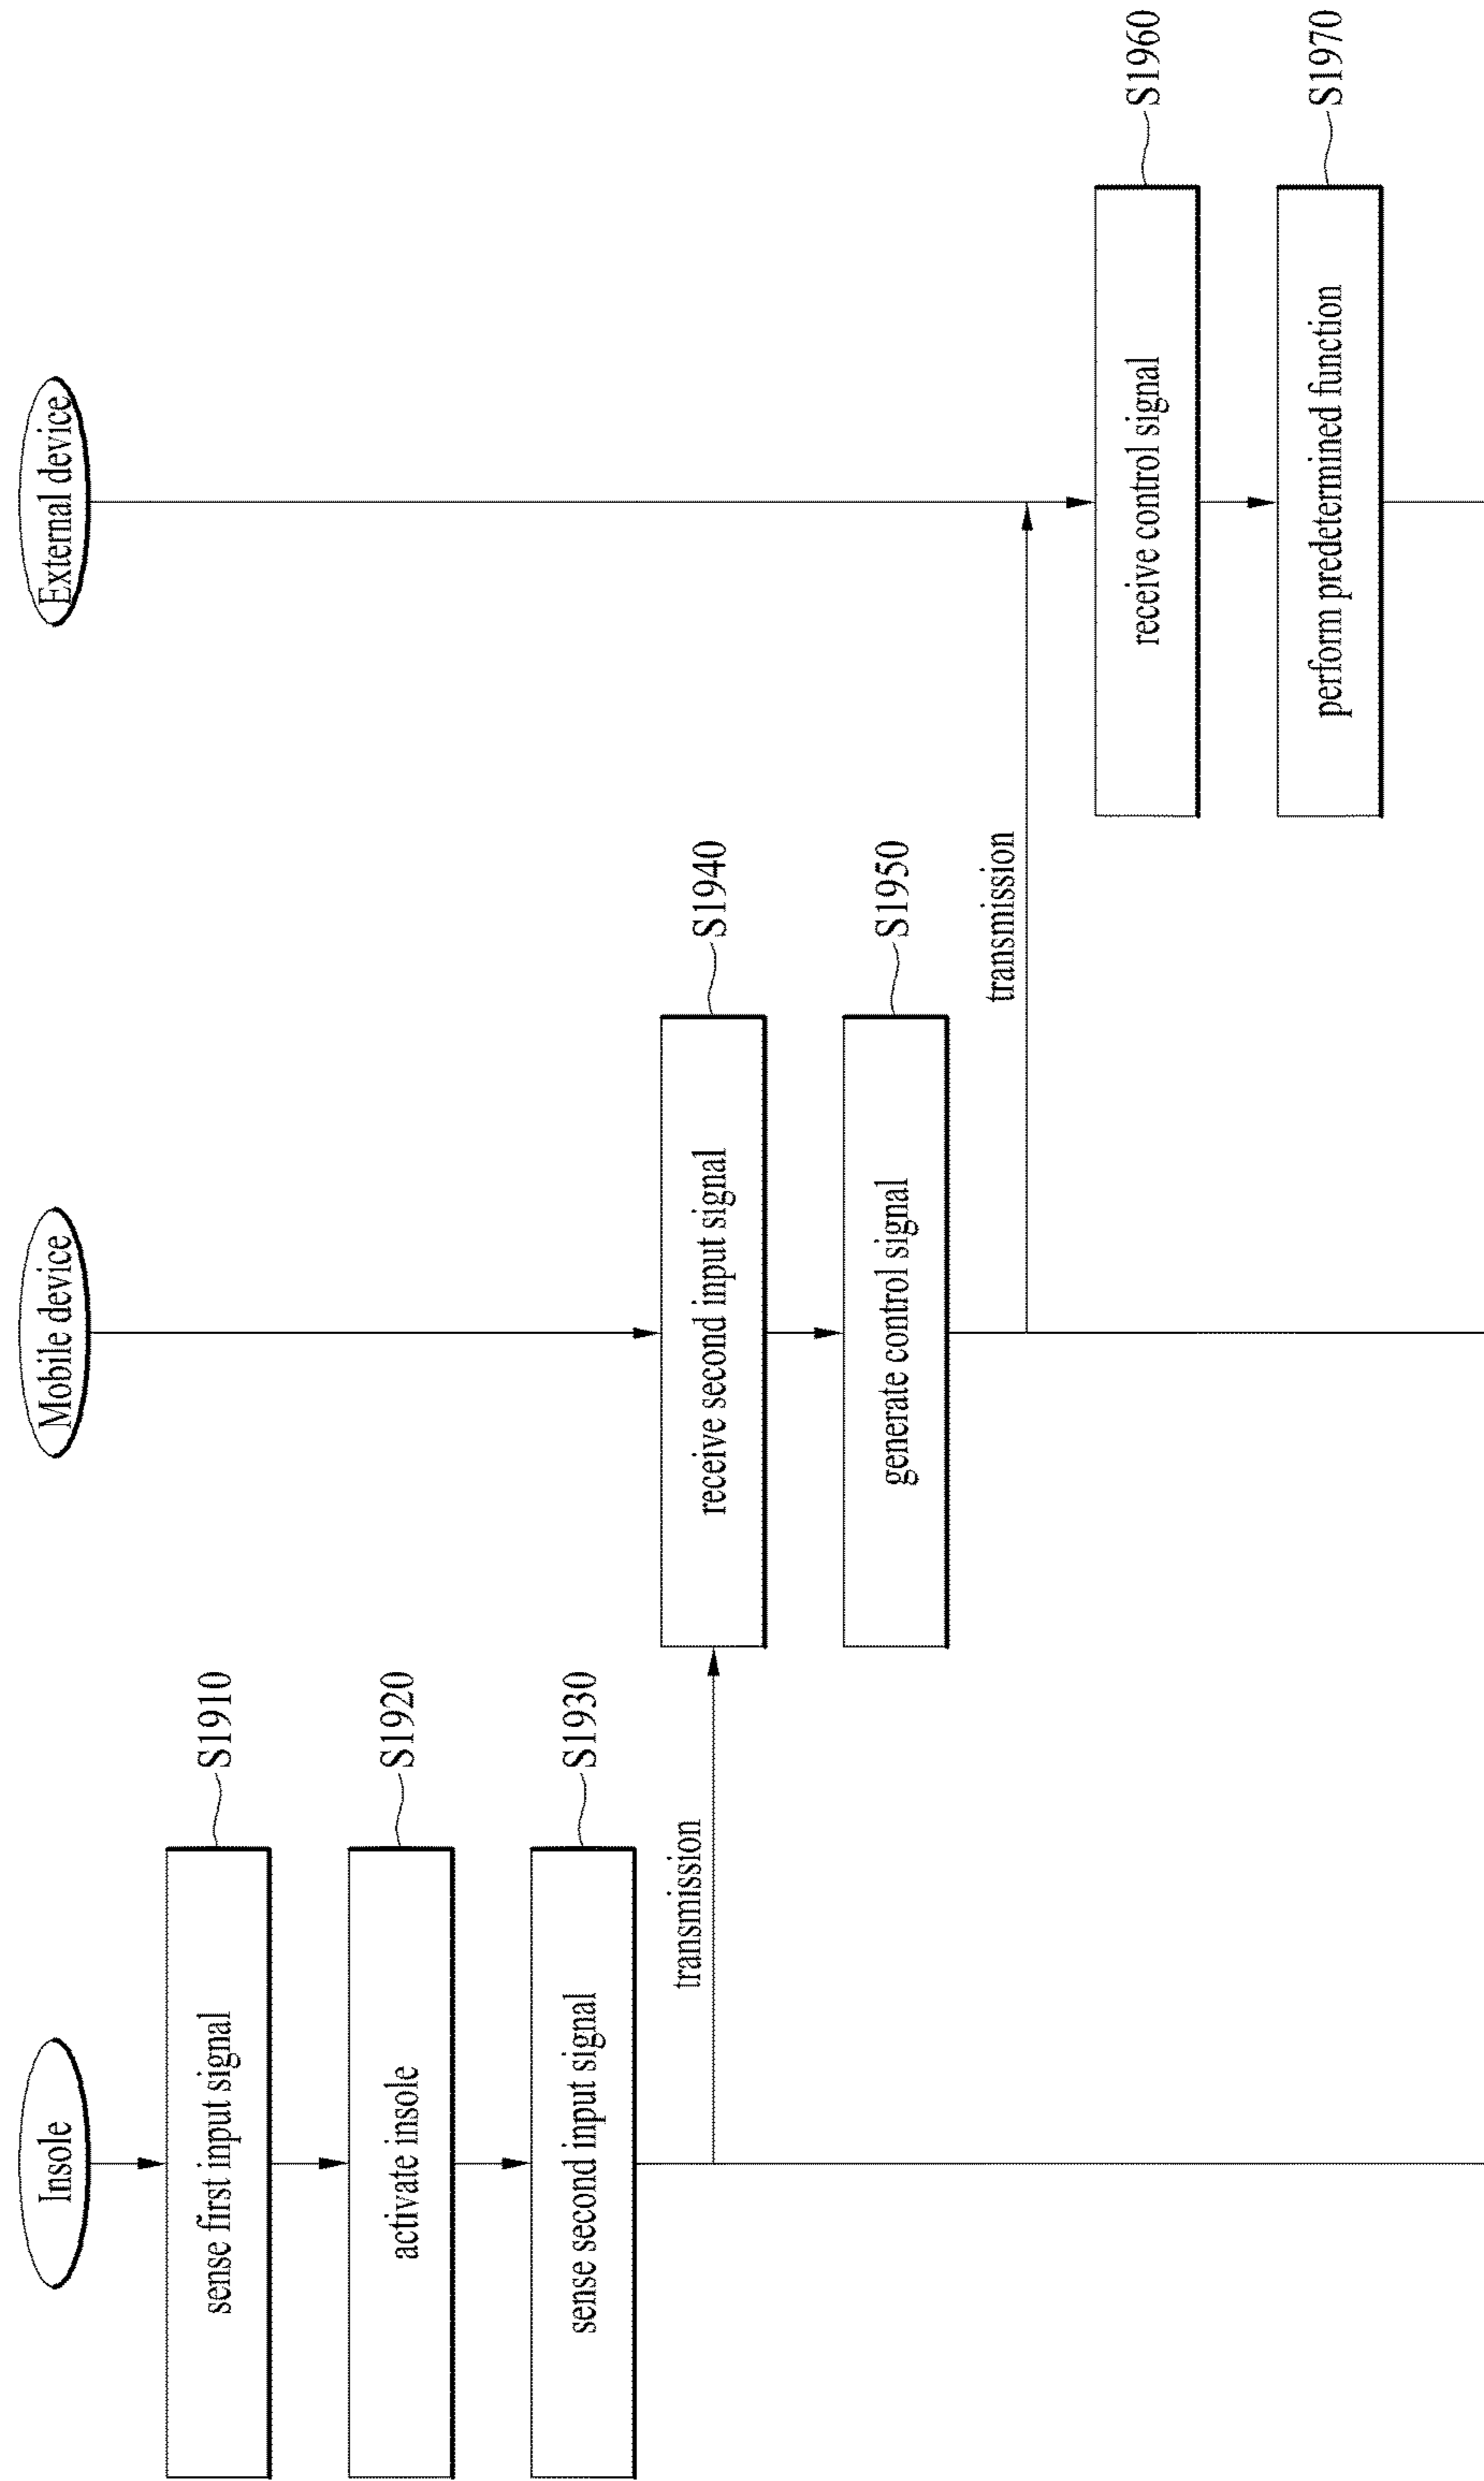 Insole
Mobile device
External device
sense first input signal
S1910
activate insole
S1920
sense second input signal
S1930
transmission
receive second input signal
S1940
generate control signal
S1950
transmission
receive control signal
S1960
perform predetermined function
S1970